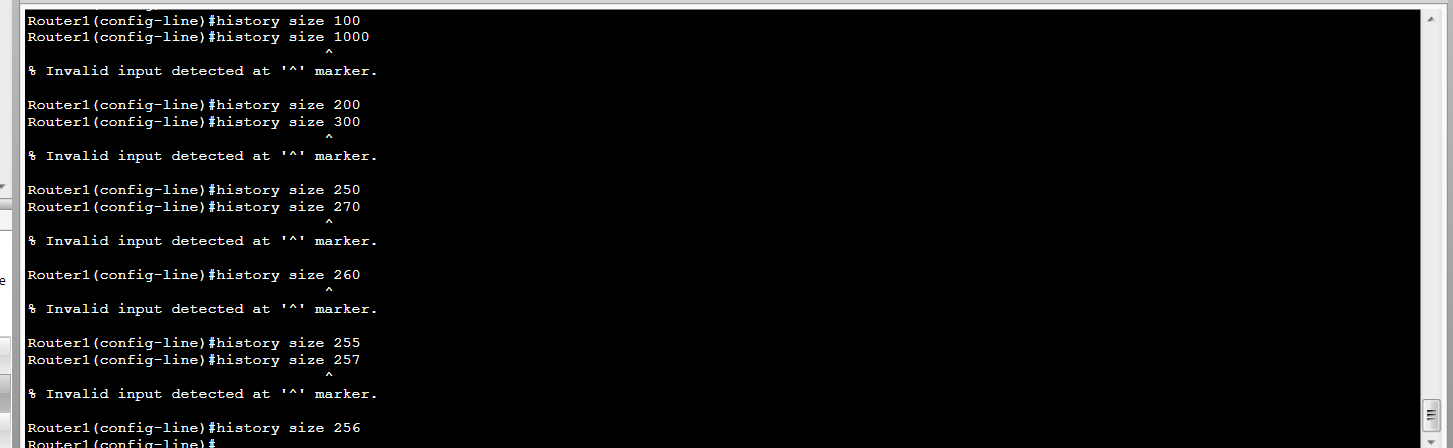 Router1(config-line)#history size 100
Router1(config-line)#history size 1000
^
% Invalid input detected at '^' marker.
Router1(config-line)#history size 200
Router1(config-line)#history size 300
^
% Invalid input detected at '^' marker.
Router1(config-line)#history size 250
Router1(config-line)#history size 270
^
% Invalid input detected at '^' marker.
Router1(config-line)#history size 260
^
% Invalid input detected at '^' marker.
Router1(config-line)#history size 255
Router1(config-line)#history size 257
^
% Invalid input detected at '^' marker.
Router1(config-line)#history size 256
Router1(config-line)#
e